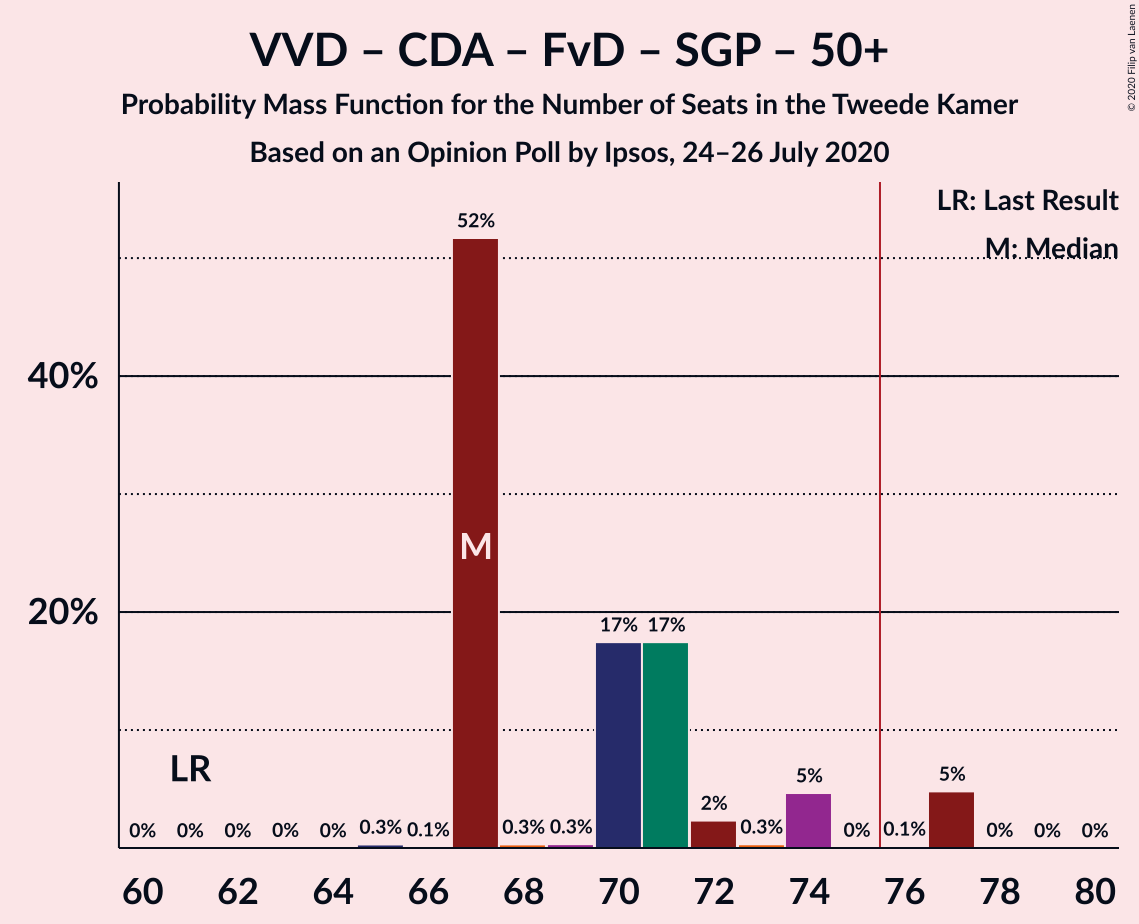 VVD – CDA – FvD – SGP – 50+
Probability Mass Function for the Number of Seats in the Tweede Kamer
Based on an Opinion Poll by Ipsos, 24–26 July 2020
© 2020 Filip van Laenen
LR: Last Result
M: Median
52%
40%
M
20%
17% 17%
LR
5% 5%
2%
0% 0% 0% 0% 0% 0.3% 0.1% 0.3% 0.3% 0.3% 0% 0.1% 0% 0% 0%
60 62 64 66 68 70 72 74 76 78 80